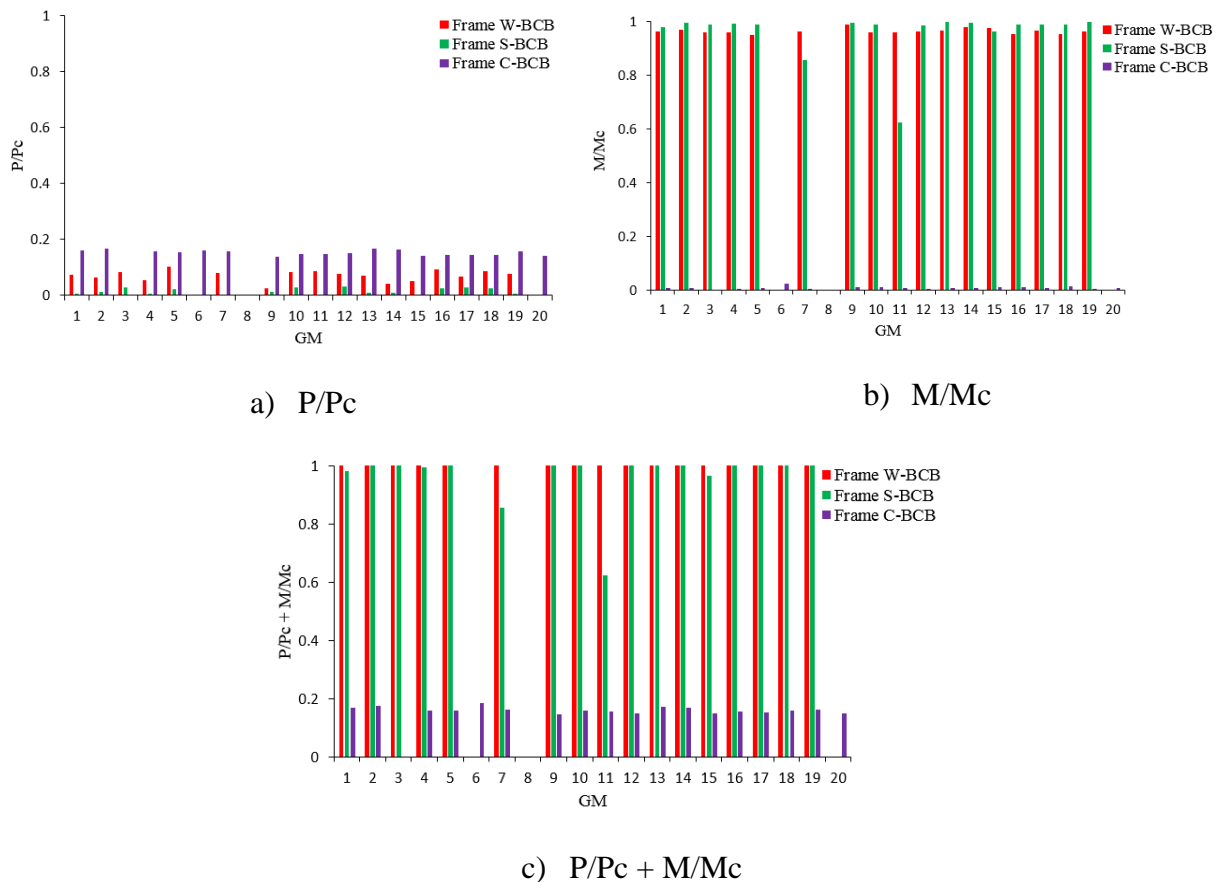 1
0.8
0.6
0.4
0.2
0
P/Pc
1 2 3 4 5 6 7 8 9 10 11 12 13 14 15 16 17 18 19 20
GM
Frame W-BCB
Frame S-BCB
Frame C-BCB
a) P/Pc
1
0.8
0.6
0.4
0.2
0
M/Mc
1 2 3 4 5 6 7 8 9 10 11 12 13 14 15 16 17 18 19 20
GM
Frame W-BCB
Frame S-BCB
Frame C-BCB
b) M/Mc
1
0.8
0.6
0.4
0.2
0
P/Pc + M/Mc
1 2 3 4 5 6 7 8 9 10 11 12 13 14 15 16 17 18 19 20
GM
Frame W-BCB
Frame S-BCB
Frame C-BCB
c) P/Pc + M/Mc